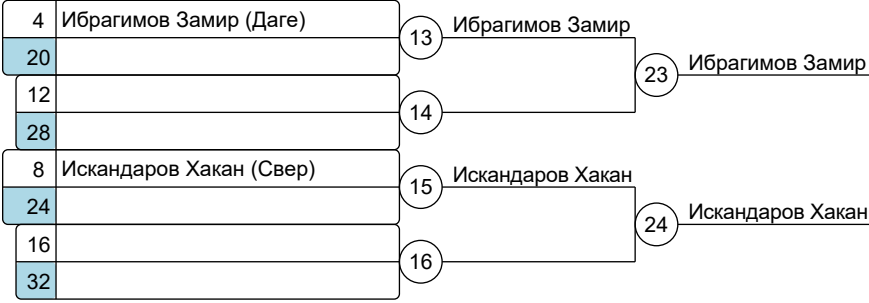 4 Ибрагимов Замир (Даге)
13 Ибрагимов Замир
20
23 Ибрагимов Замир
12
14
28
8 Искандаров Хакан (Свер)
15 Искандаров Хакан
24
24 Искандаров Хакан
16
16
32